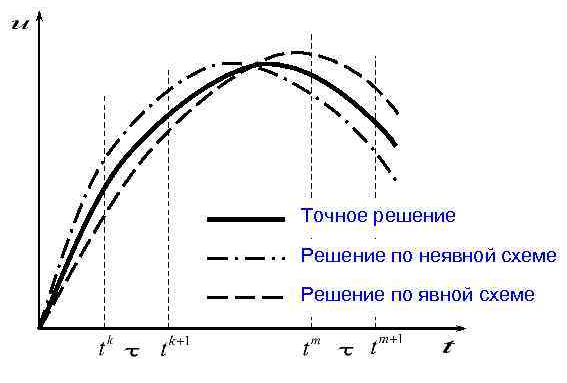 u
Точное решение
Решение по неявной схеме
Решение по явной схеме
t^k τ t^{k+1} t^m τ t^{m+1} t